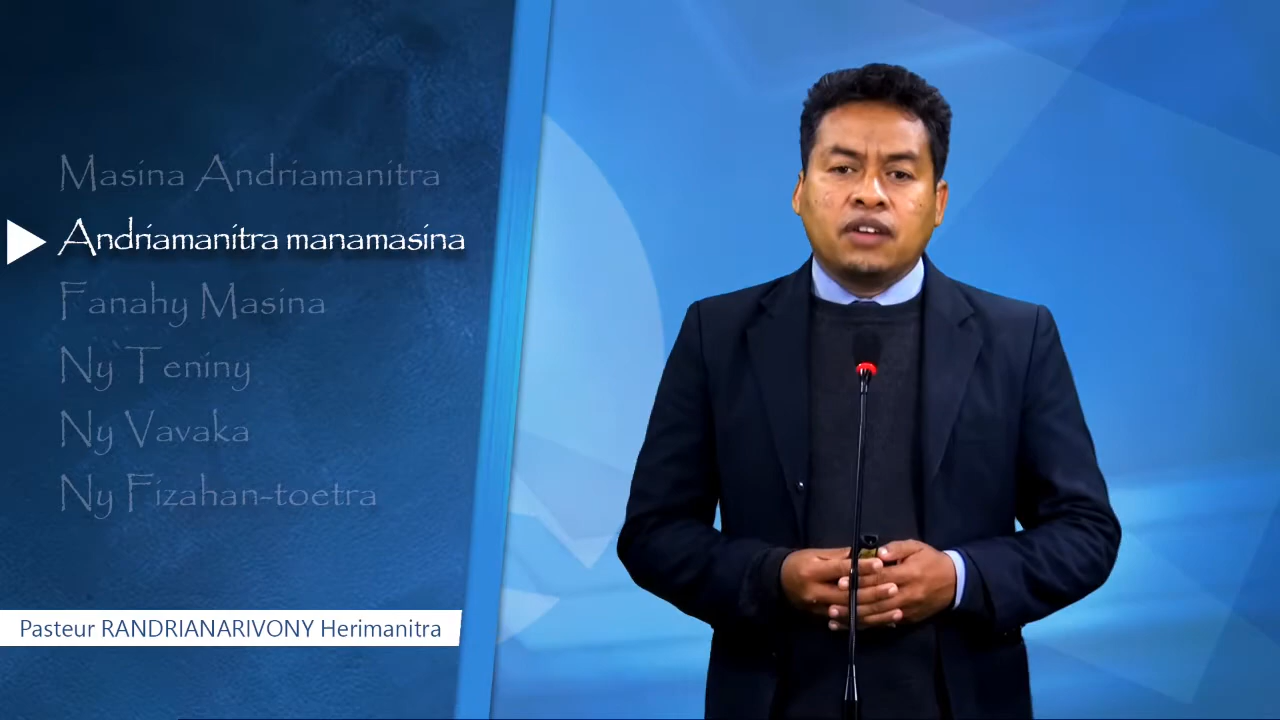 Masina Andriamanitra
Andriamanitra manamasina
Fanahy Masina
Ny Teniny
Ny Vavaka
Ny Fizahan-toetra
Pasteur RANDRIANARIVONY Herimanitra